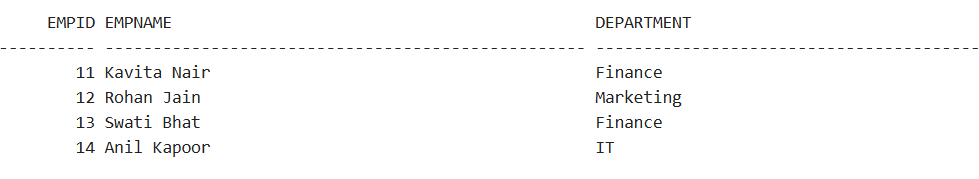 EMPID EMPNAME DEPARTMENT
---------- -------------------------------------------------- ----------------------------------------
11 Kavita Nair Finance
12 Rohan Jain Marketing
13 Swati Bhat Finance
14 Anil Kapoor IT